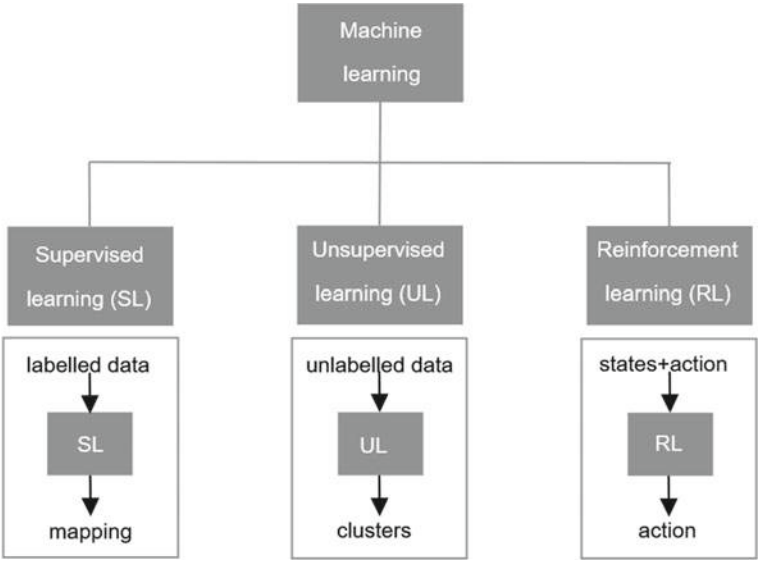 Machine
learning
Supervised
learning (SL)
Unsupervised
learning (UL)
Reinforcement
learning (RL)
labelled data
SL
mapping
unlabelled data
UL
clusters
states+action
RL
action